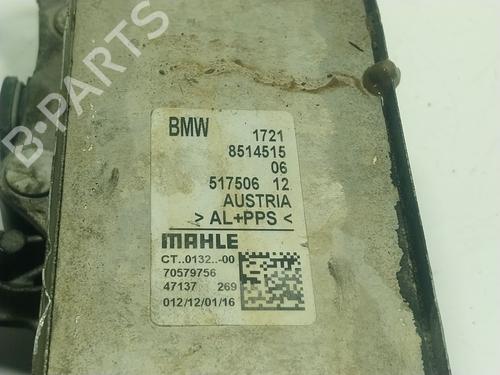 B-PARTS
BMW 1721
8514515
06
517506 12
AUSTRIA
> AL+PPS <
MAHLE
CT..0132..-00
70579756
47137 269
012/12/01/16